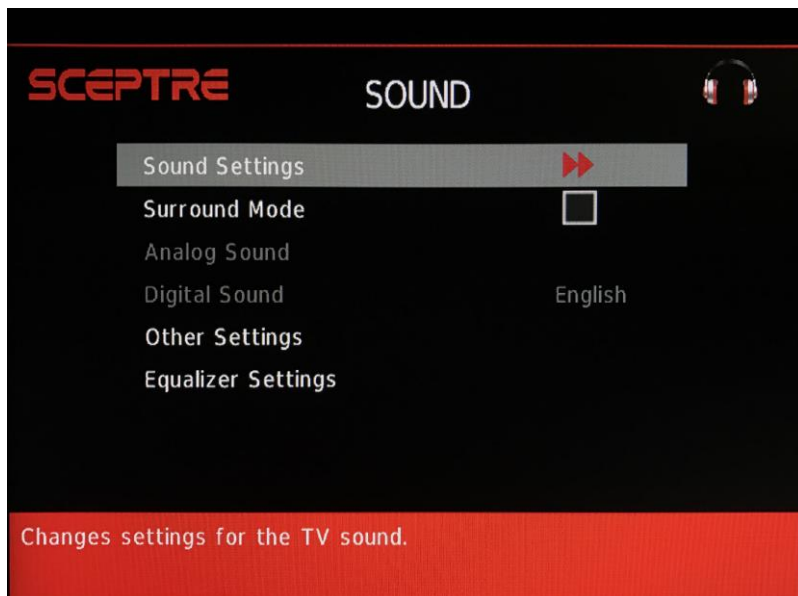 SCEPTRE
SOUND
Sound Settings
Surround Mode
Analog Sound
Digital Sound English
Other Settings
Equalizer Settings
Changes settings for the TV sound.